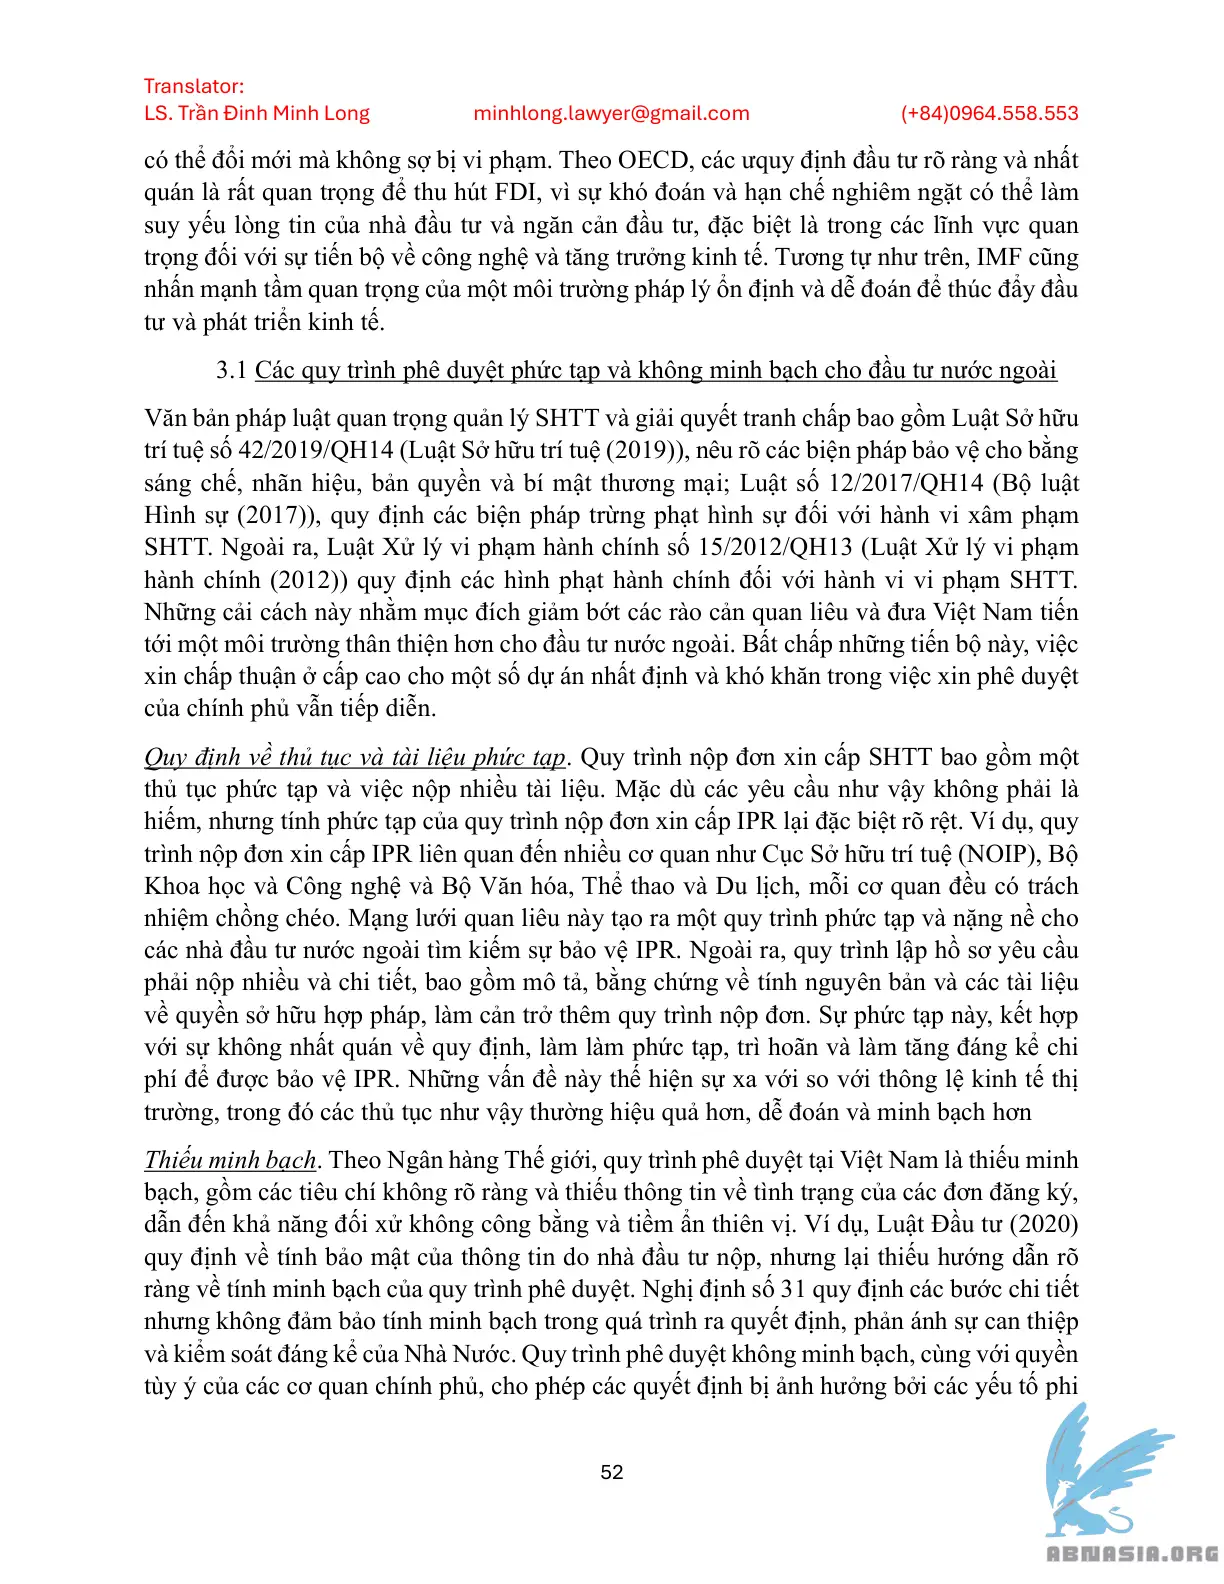 Translator:
LS. Trần Đinh Minh Long minhlong.lawyer@gmail.com (+84)0964.558.553
có thể đổi mới mà không sợ bị vi phạm. Theo OECD, các ưquy định đầu tư rõ ràng và nhất
quán là rất quan trọng để thu hút FDI, vì sự khó đoán và hạn chế nghiêm ngặt có thể làm
suy yếu lòng tin của nhà đầu tư và ngăn cản đầu tư, đặc biệt là trong các lĩnh vực quan
trọng đối với sự tiến bộ về công nghệ và tăng trưởng kinh tế. Tương tự như trên, IMF cũng
nhấn mạnh tầm quan trọng của một môi trường pháp lý ổn định và dễ đoán để thúc đẩy đầu
tư và phát triển kinh tế.
3.1 Các quy trình phê duyệt phức tạp và không minh bạch cho đầu tư nước ngoài
Văn bản pháp luật quan trọng quản lý SHTT và giải quyết tranh chấp bao gồm Luật Sở hữu
trí tuệ số 42/2019/QH14 (Luật Sở hữu trí tuệ (2019)), nêu rõ các biện pháp bảo vệ cho bằng
sáng chế, nhãn hiệu, bản quyền và bí mật thương mại; Luật số 12/2017/QH14 (Bộ luật
Hình sự (2017)), quy định các biện pháp trừng phạt hình sự đối với hành vi xâm phạm
SHTT. Ngoài ra, Luật Xử lý vi phạm hành chính số 15/2012/QH13 (Luật Xử lý vi phạm
hành chính (2012)) quy định các hình phạt hành chính đối với hành vi vi phạm SHTT.
Những cải cách này nhằm mục đích giảm bớt các rào cản quan liêu và đưa Việt Nam tiến
tới một môi trường thân thiện hơn cho đầu tư nước ngoài. Bất chấp những tiến bộ này, việc
xin chấp thuận ở cấp cao cho một số dự án nhất định và khó khăn trong việc xin phê duyệt
của chính phủ vẫn tiếp diễn.
Quy định về thủ tục và tài liệu phức tạp. Quy trình nộp đơn xin cấp SHTT bao gồm một
thủ tục phức tạp và việc nộp nhiều tài liệu. Mặc dù các yêu cầu như vậy không phải là
hiếm, nhưng tính phức tạp của quy trình nộp đơn xin cấp IPR lại đặc biệt rõ rệt. Ví dụ, quy
trình nộp đơn xin cấp IPR liên quan đến nhiều cơ quan như Cục Sở hữu trí tuệ (NOIP), Bộ
Khoa học và Công nghệ và Bộ Văn hóa, Thể thao và Du lịch, mỗi cơ quan đều có trách
nhiệm chồng chéo. Mạng lưới quan liêu này tạo ra một quy trình phức tạp và nặng nề cho
các nhà đầu tư nước ngoài tìm kiếm sự bảo vệ IPR. Ngoài ra, quy trình lập hồ sơ yêu cầu
phải nộp nhiều và chi tiết, bao gồm mô tả, bằng chứng về tính nguyên bản và các tài liệu
về quyền sở hữu hợp pháp, làm cản trở thêm quy trình nộp đơn. Sự phức tạp này, kết hợp
với sự không nhất quán về quy định, làm làm phức tạp, trì hoãn và làm tăng đáng kể chi
phí để được bảo vệ IPR. Những vấn đề này thể hiện sự xa với so với thông lệ kinh tế thị
trường, trong đó các thủ tục như vậy thường hiệu quả hơn, dễ đoán và minh bạch hơn
Thiếu minh bạch. Theo Ngân hàng Thế giới, quy trình phê duyệt tại Việt Nam là thiếu minh
bạch, gồm các tiêu chí không rõ ràng và thiếu thông tin về tình trạng của các đơn đăng ký,
dẫn đến khả năng đối xử không công bằng và tiềm ẩn thiên vị. Ví dụ, Luật Đầu tư (2020)
quy định về tính bảo mật của thông tin do nhà đầu tư nộp, nhưng lại thiếu hướng dẫn rõ
ràng về tính minh bạch của quy trình phê duyệt. Nghị định số 31 quy định các bước chi tiết
nhưng không đảm bảo tính minh bạch trong quá trình ra quyết định, phản ánh sự can thiệp
và kiểm soát đáng kể của Nhà Nước. Quy trình phê duyệt không minh bạch, cùng với quyền
tùy ý của các cơ quan chính phủ, cho phép các quyết định bị ảnh hưởng bởi các yếu tố phi
52
ABNASIA.ORG